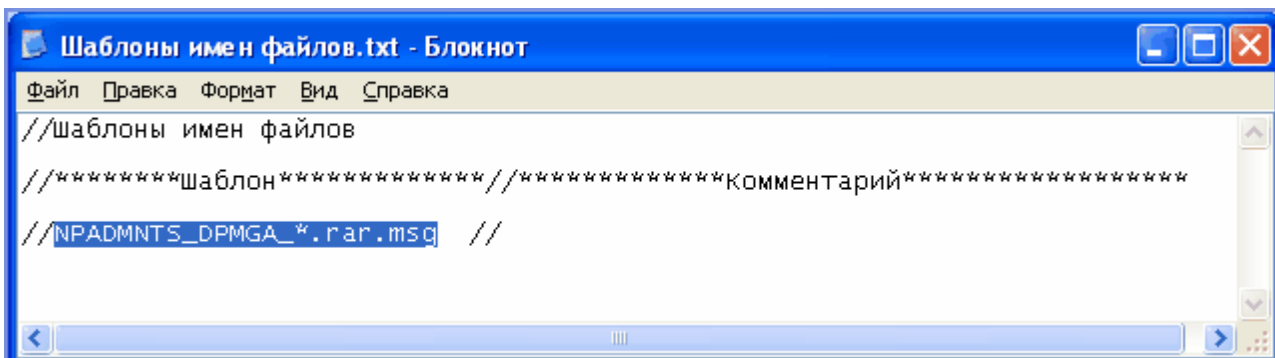 Шаблоны имен файлов.txt - Блокнот
Файл Правка Формат Вид Справка
//Шаблоны имен файлов
//********Шаблон*************//*************Комментарий******************
//NPADMNTS_DPMGA_*.rar.msg //